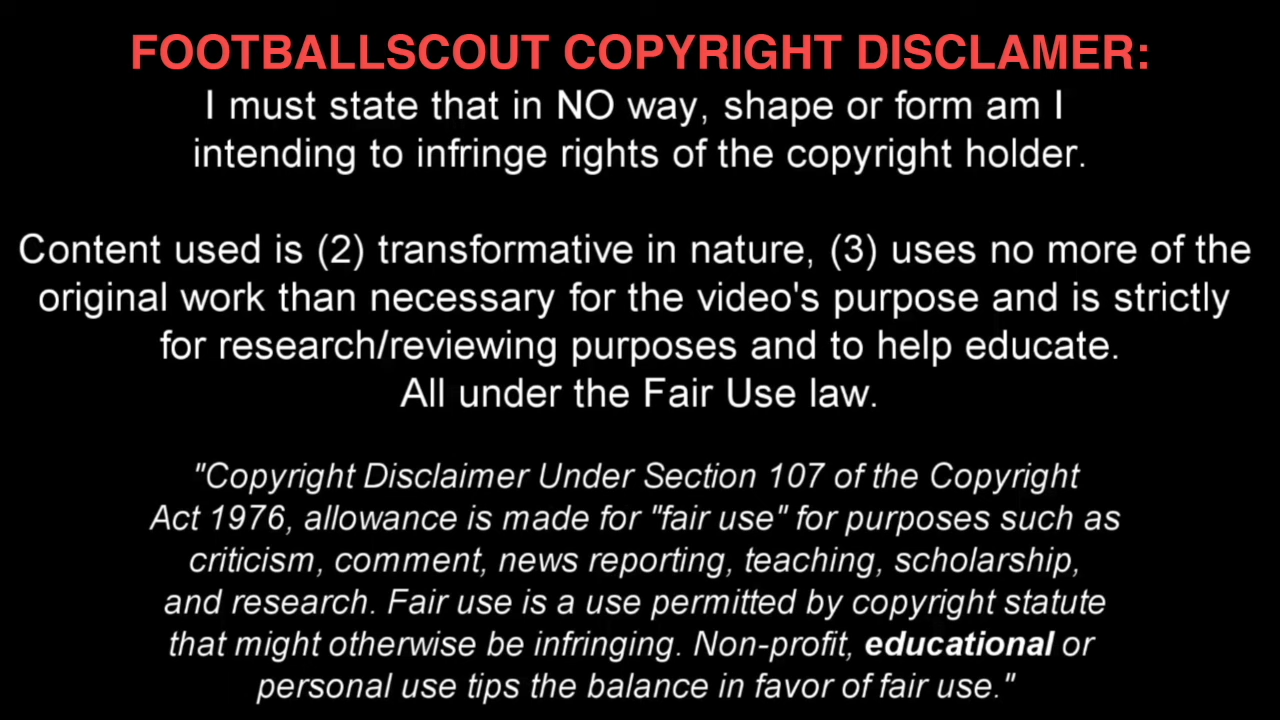 FOOTBALLSCOUT COPYRIGHT DISCLAMER:
I must state that in NO way, shape or form am I
intending to infringe rights of the copyright holder.
Content used is (2) transformative in nature, (3) uses no more of the
original work than necessary for the video's purpose and is strictly
for research/reviewing purposes and to help educate.
All under the Fair Use law.
"Copyright Disclaimer Under Section 107 of the Copyright
Act 1976, allowance is made for "fair use" for purposes such as
criticism, comment, news reporting, teaching, scholarship,
and research. Fair use is a use permitted by copyright statute
that might otherwise be infringing. Non-profit, educational or
personal use tips the balance in favor of fair use."